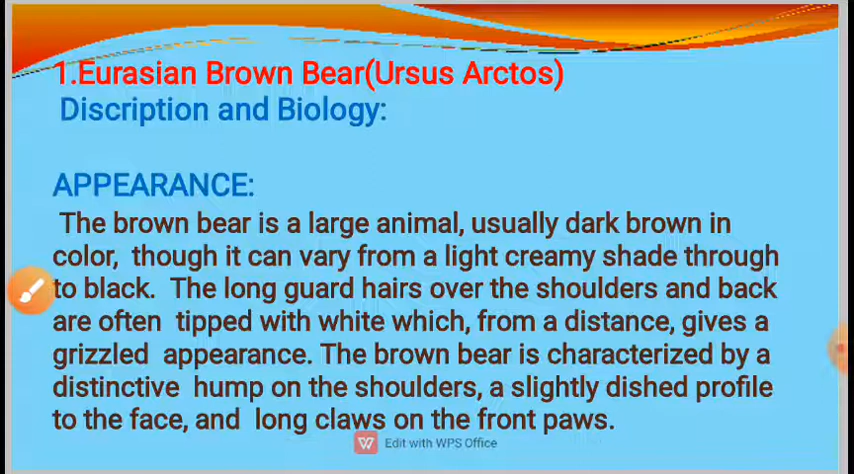 1.Eurasian Brown Bear(Ursus Arctos)
Discription and Biology:
APPEARANCE:
The brown bear is a large animal, usually dark brown in
color, though it can vary from a light creamy shade through
to black. The long guard hairs over the shoulders and back
are often tipped with white which, from a distance, gives a
grizzled appearance. The brown bear is characterized by a
distinctive hump on the shoulders, a slightly dished profile
to the face, and long claws on the front paws.
W Edit with WPS Office